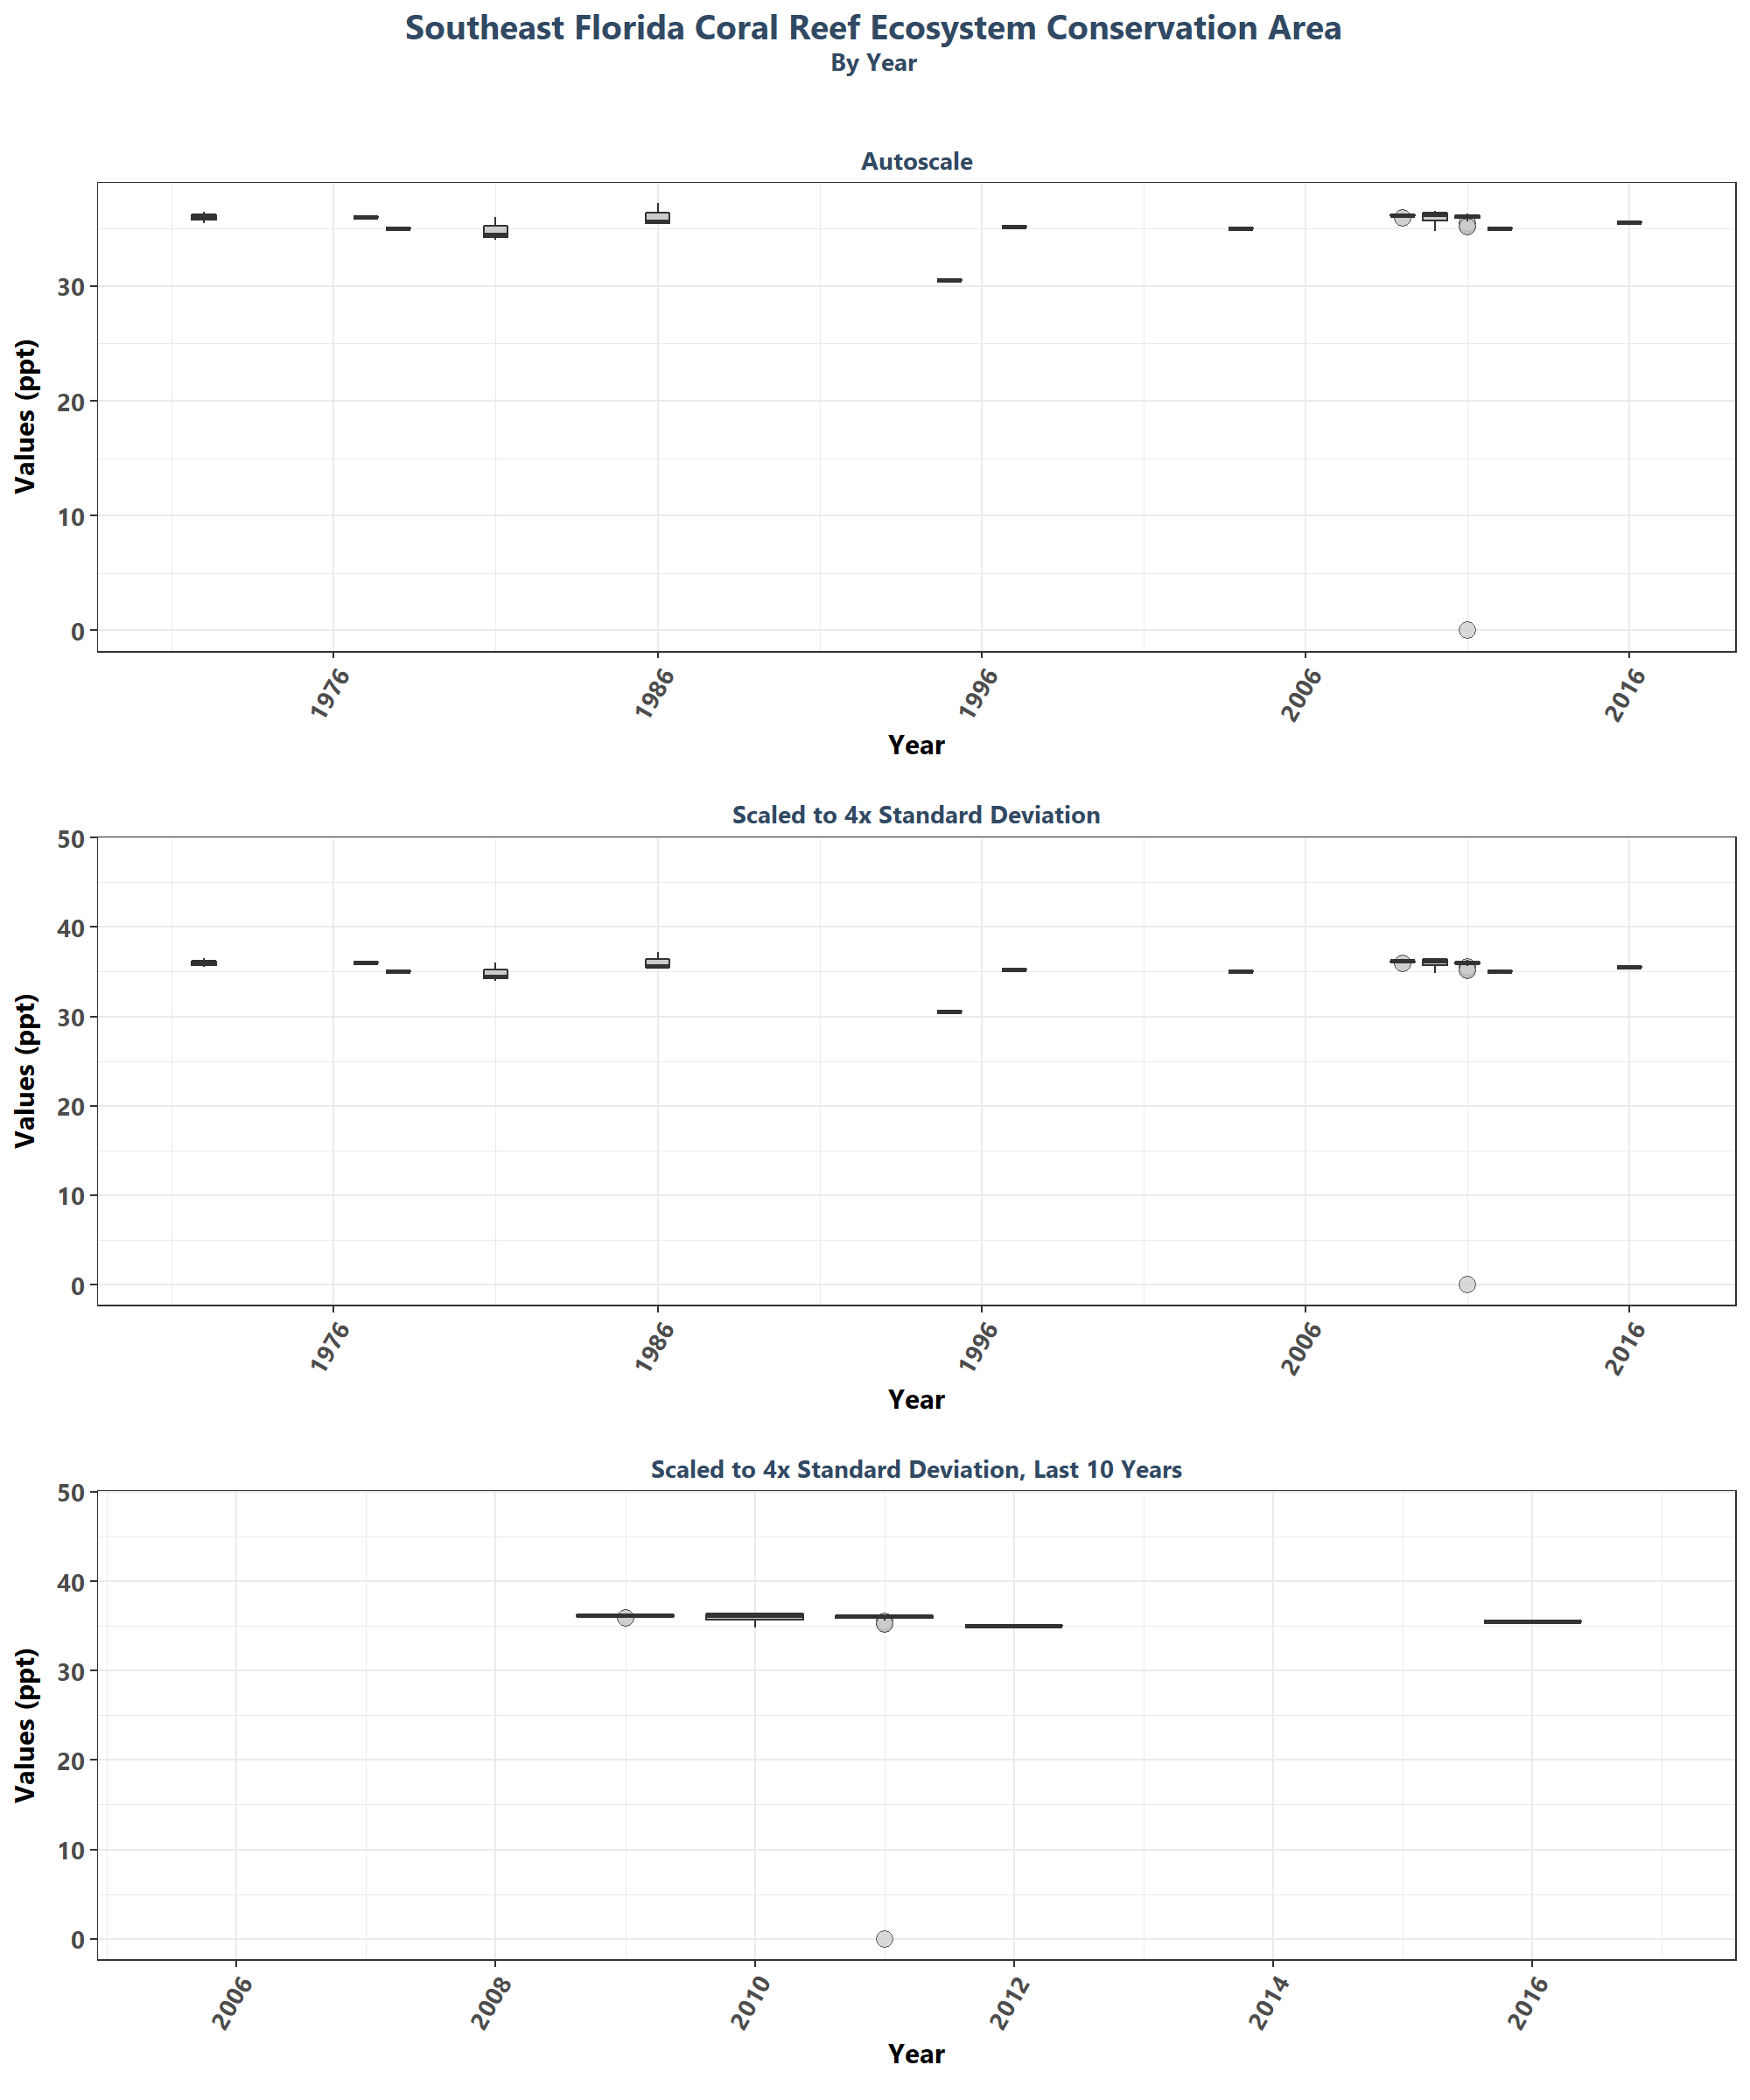 Southeast Florida Coral Reef Ecosystem Conservation Area
By Year
Autoscale
Values (ppt)
30
20
10
0
1976
1986
1996
2006
2016
Year
Scaled to 4x Standard Deviation
Values (ppt)
50
40
30
20
10
0
1976
1986
1996
2006
2016
Year
Scaled to 4x Standard Deviation, Last 10 Years
Values (ppt)
50
40
30
20
10
0
2006
2008
2010
2012
2014
2016
Year